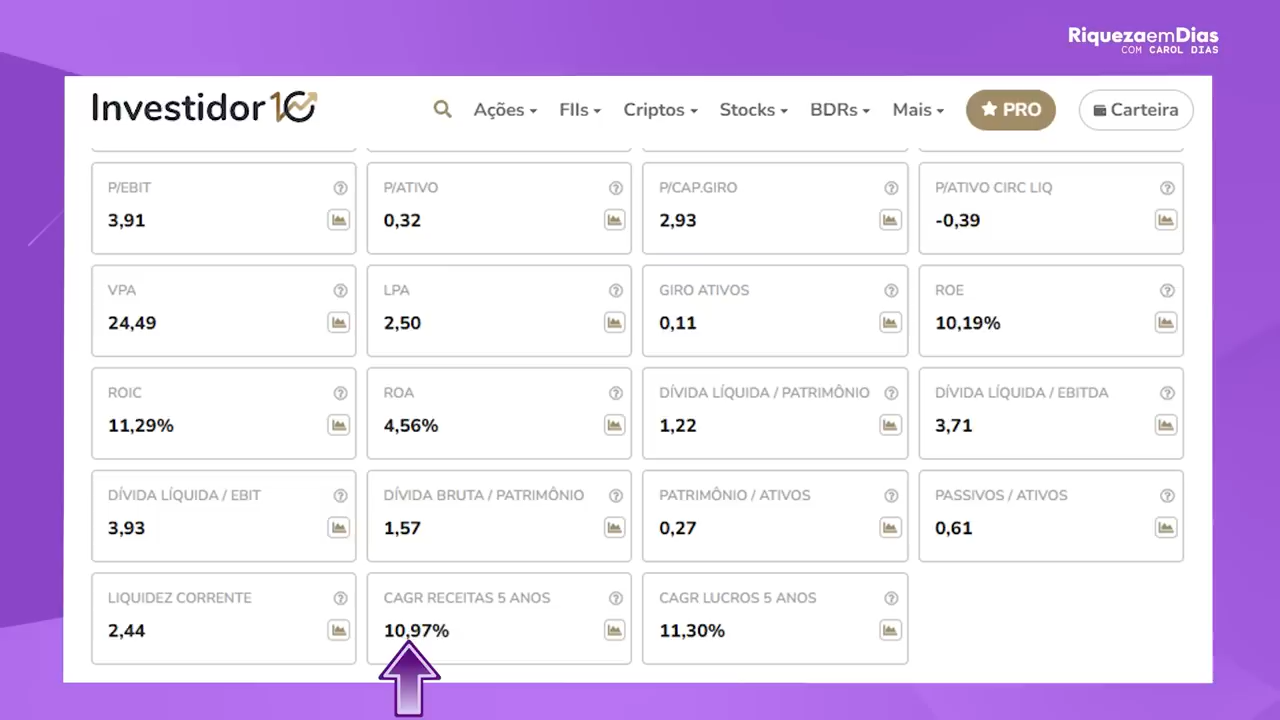 RiquezaemDias
COM CAROL DIAS
Investidor 10
Ações
FIIs
Criptos
Stocks
BDRs
Mais
PRO
Carteira
P/EBIT
3,91
P/ATIVO
0,32
P/CAP.GIRO
2,93
P/ATIVO CIRC LIQ
-0,39
VPA
24,49
LPA
2,50
GIRO ATIVOS
0,11
ROE
10,19%
ROIC
11,29%
ROA
4,56%
DÍVIDA LÍQUIDA / PATRIMÔNIO
1,22
DÍVIDA LÍQUIDA / EBITDA
3,71
DÍVIDA LÍQUIDA / EBIT
3,93
DÍVIDA BRUTA / PATRIMÔNIO
1,57
PATRIMÔNIO / ATIVOS
0,27
PASSIVOS / ATIVOS
0,61
LIQUIDEZ CORRENTE
2,44
CAGR RECEITAS 5 ANOS
10,97%
CAGR LUCROS 5 ANOS
11,30%